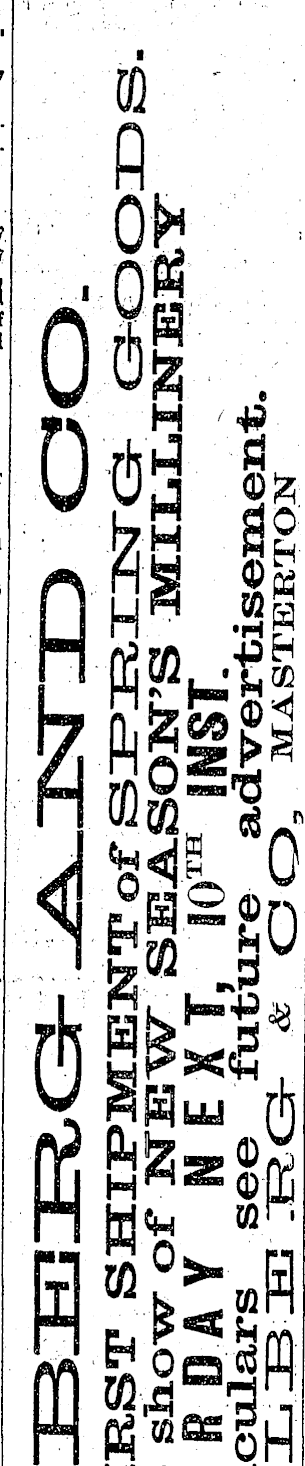 BERG AND CO.
RST SHIPMENT of SPRING GOODS.
show of NEW SEASON'S MILLINERY
RDAY NEXT, 10TH INST.
culars see future advertisement.
LBERG & CO, MASTERTON